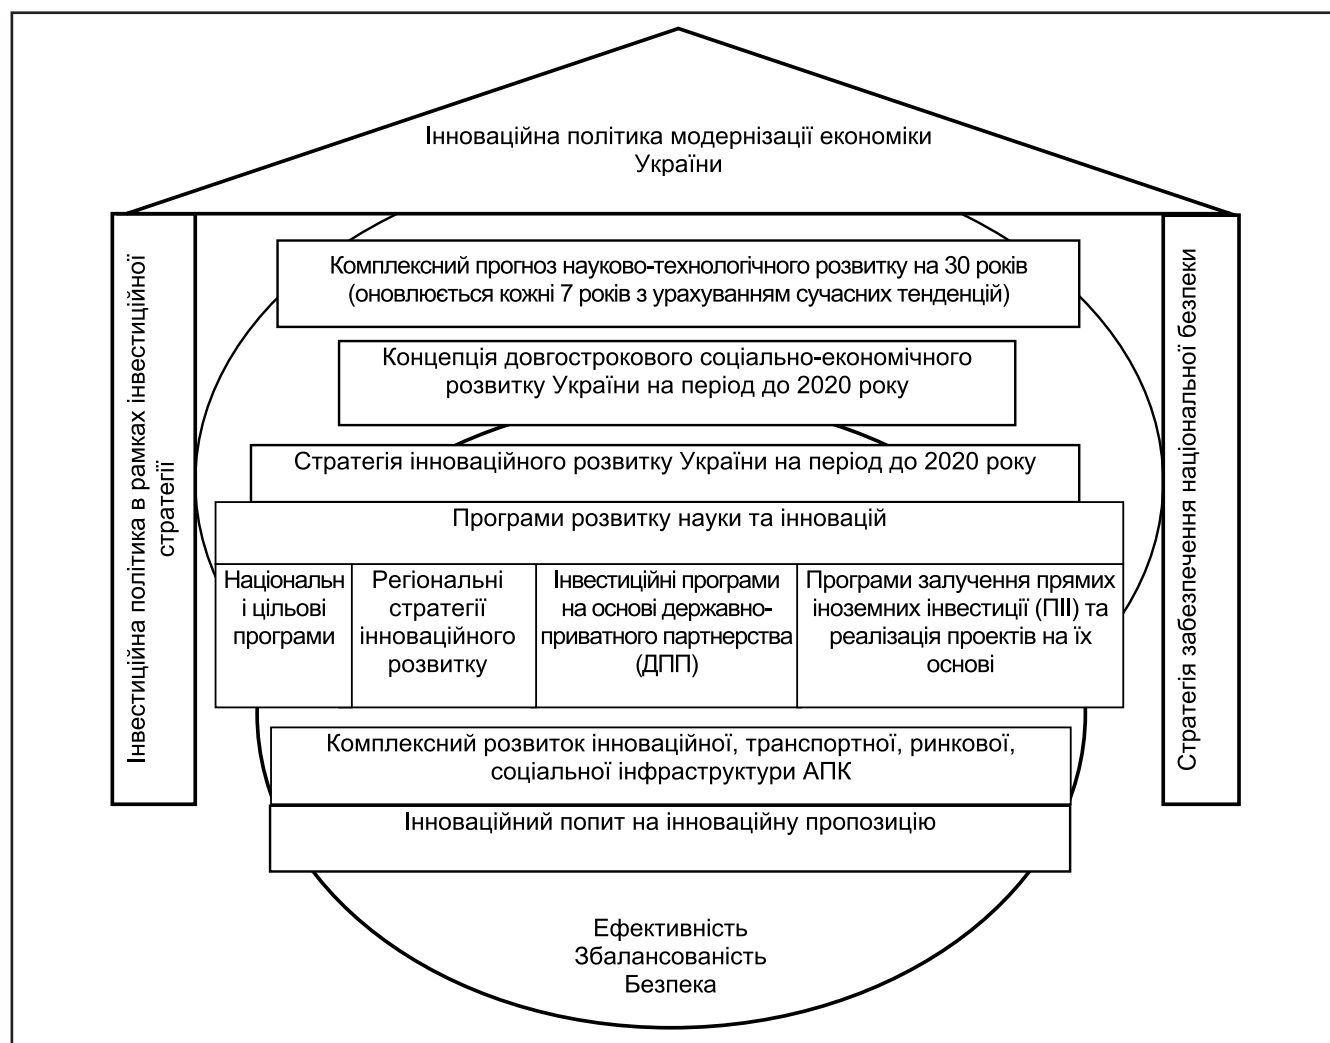 Інноваційна політика модернізації економіки
України
Інвестиційна політика в рамках інвестиційної
стратегії
Комплексний прогноз науково-технологічного розвитку на 30 років
(оновлюється кожні 7 років з урахуванням сучасних тенденцій)
Концепція довгострокового соціально-економічного
розвитку України на період до 2020 року
Стратегія інноваційного розвитку України на період до 2020 року
Програми розвитку науки та інновацій
Національн
і цільові
програми
Регіональні
стратегії
інноваційного
розвитку
Інвестиційні програми
на основі державно-
приватного партнерства
(ДПП)
Програми залучення прямих
іноземних інвестиції (ПІІ) та
реалізація проектів на їх
основі
Комплексний розвиток інноваційної, транспортної, ринкової,
соціальної інфраструктури АПК
Інноваційний попит на інноваційну пропозицію
Ефективність
Збалансованість
Безпека
Стратегія забезпечення національної безпеки